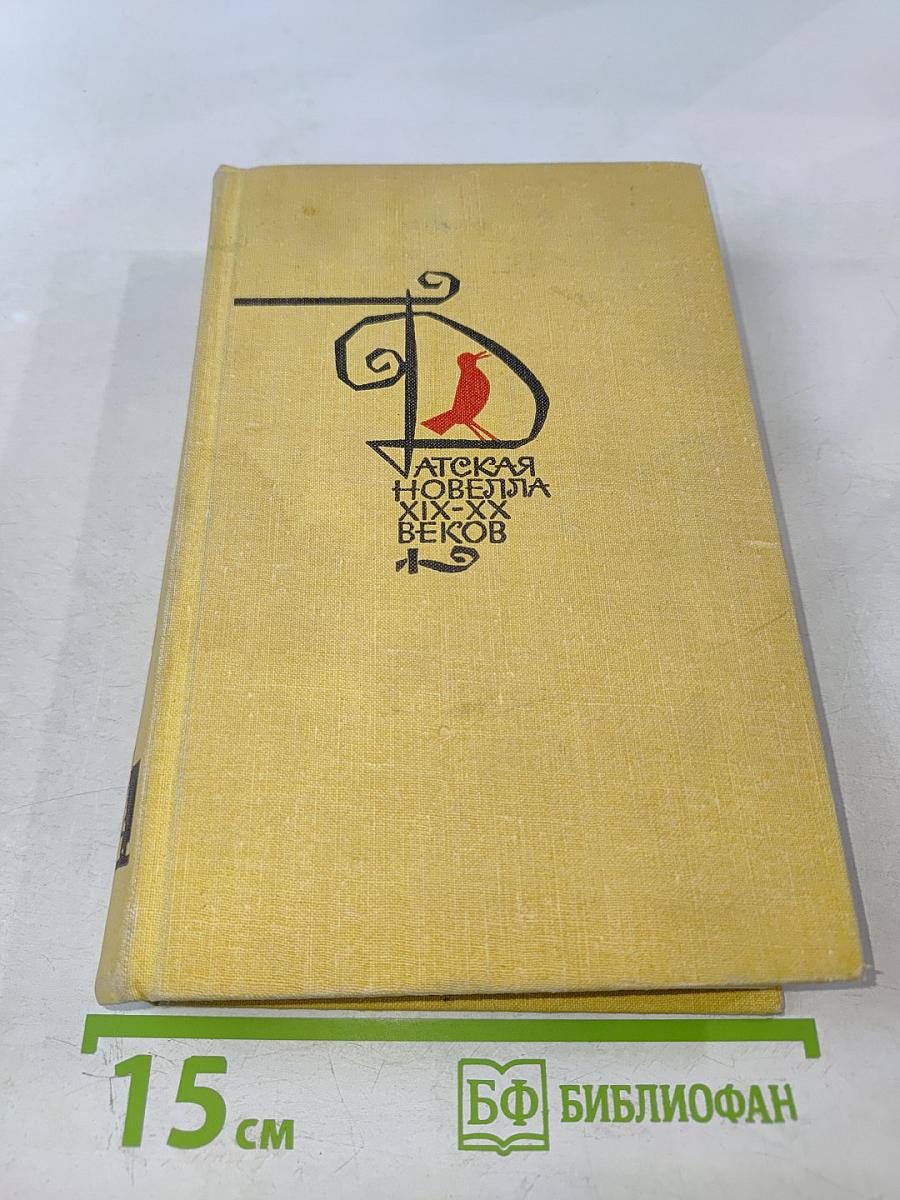 ДАТСКАЯ
НОВЕЛЛА
XIX-XX
ВЕКОВ
15 см
БФ БИБЛИОФАН